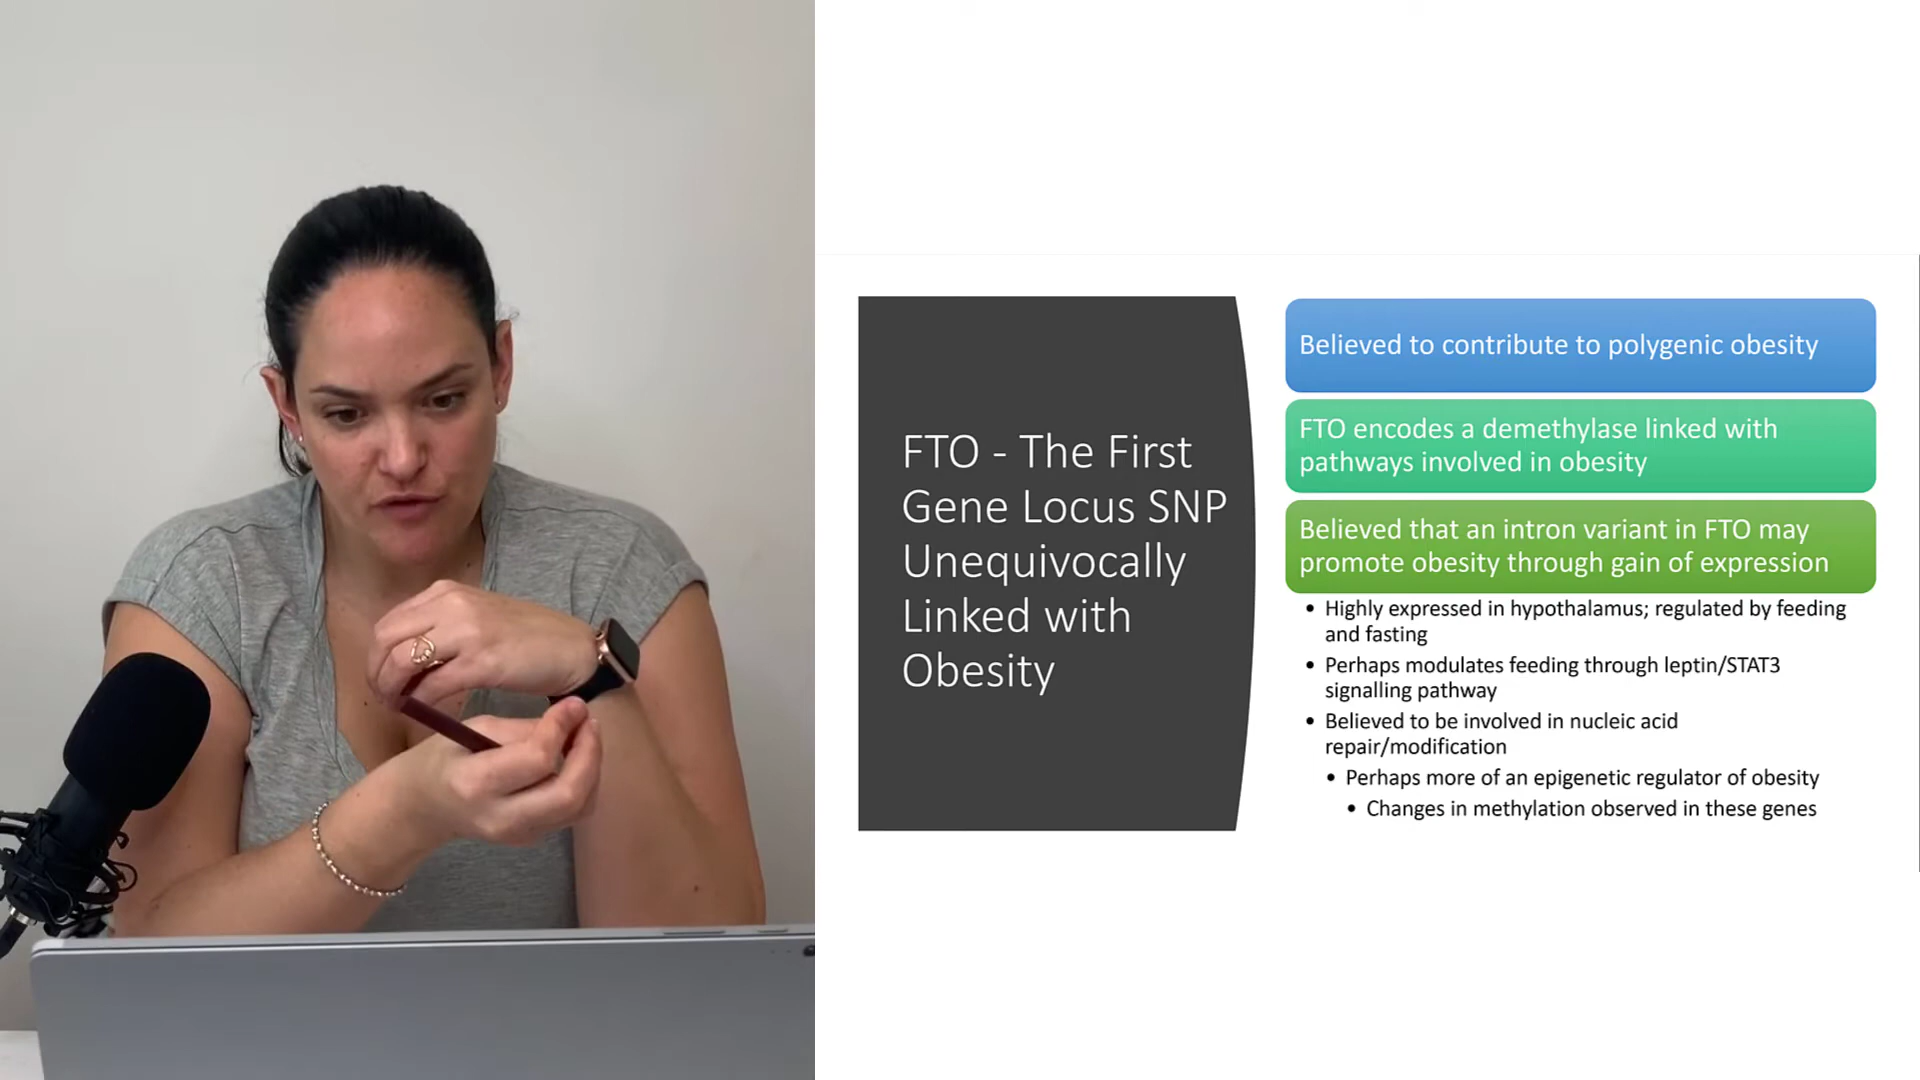 FTO - The First
Gene Locus SNP
Unequivocally
Linked with
Obesity
Believed to contribute to polygenic obesity
FTO encodes a demethylase linked with
pathways involved in obesity
Believed that an intron variant in FTO may
promote obesity through gain of expression
• Highly expressed in hypothalamus; regulated by feeding
and fasting
• Perhaps modulates feeding through leptin/STAT3
signalling pathway
• Believed to be involved in nucleic acid
repair/modification
• Perhaps more of an epigenetic regulator of obesity
• Changes in methylation observed in these genes